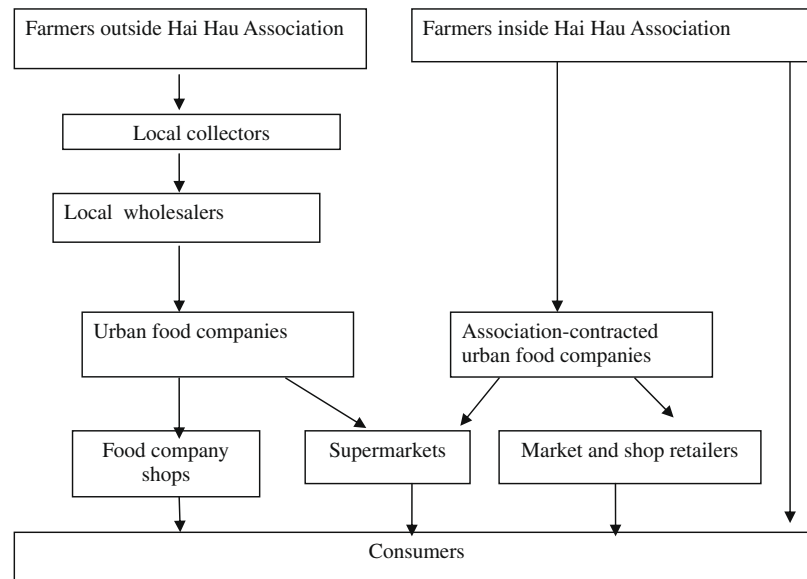 Farmers outside Hai Hau Association
Farmers inside Hai Hau Association
Local collectors
Local wholesalers
Urban food companies
Association-contracted
urban food companies
Food company
shops
Supermarkets
Market and shop retailers
Consumers